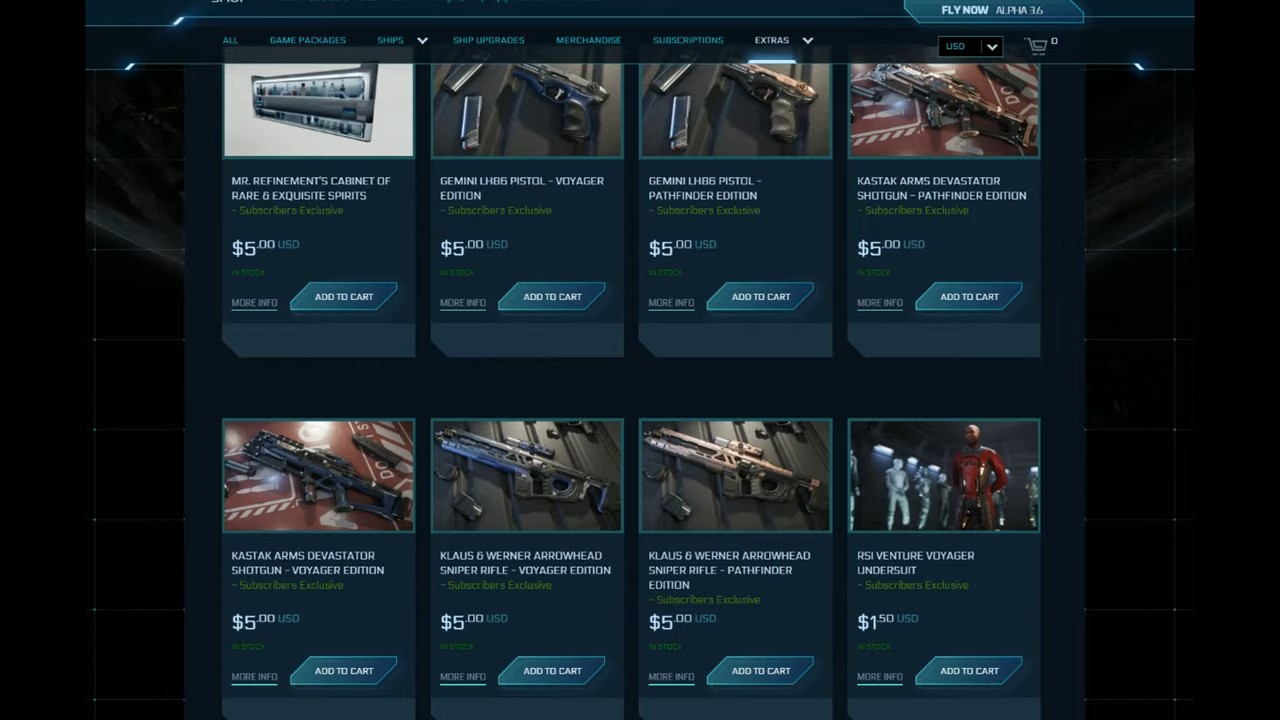 FLY NOW ALPHA 3.6
ALL GAME PACKAGES SHIPS SHIP UPGRADES MERCHANDISE SUBSCRIPTIONS EXTRAS USD 0
MR. REFINEMENT'S CABINET OF
RARE & EXQUISITE SPIRITS
- Subscribers Exclusive
$5.00 USD
IN STOCK
MORE INFO ADD TO CART
GEMINI LH86 PISTOL - VOYAGER
EDITION
- Subscribers Exclusive
$5.00 USD
IN STOCK
MORE INFO ADD TO CART
GEMINI LH86 PISTOL -
PATHFINDER EDITION
- Subscribers Exclusive
$5.00 USD
IN STOCK
MORE INFO ADD TO CART
KASTAK ARMS DEVASTATOR
SHOTGUN - PATHFINDER EDITION
- Subscribers Exclusive
$5.00 USD
IN STOCK
MORE INFO ADD TO CART
KASTAK ARMS DEVASTATOR
SHOTGUN - VOYAGER EDITION
- Subscribers Exclusive
$5.00 USD
IN STOCK
MORE INFO ADD TO CART
KLAUS & WERNER ARROWHEAD
SNIPER RIFLE - VOYAGER EDITION
- Subscribers Exclusive
$5.00 USD
IN STOCK
MORE INFO ADD TO CART
KLAUS & WERNER ARROWHEAD
SNIPER RIFLE - PATHFINDER
EDITION
- Subscribers Exclusive
$5.00 USD
IN STOCK
MORE INFO ADD TO CART
RSI VENTURE VOYAGER
UNDERSUIT
- Subscribers Exclusive
$1.50 USD
IN STOCK
MORE INFO ADD TO CART